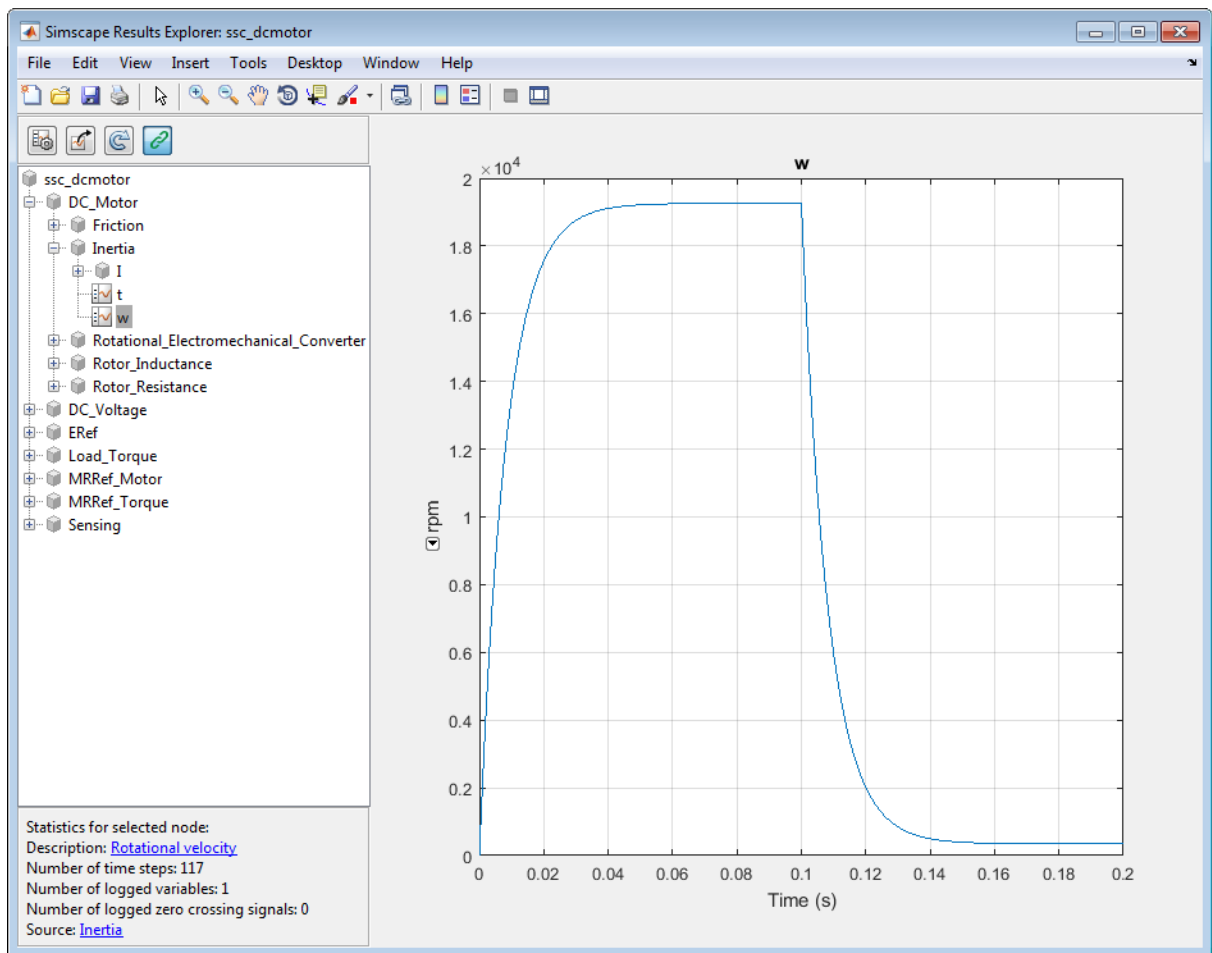 Simscape Results Explorer: ssc_dcmotor
File Edit View Insert Tools Desktop Window Help
ssc_dcmotor
DC_Motor
Friction
Inertia
I
t
w
Rotational_Electromechanical_Converter
Rotor_Inductance
Rotor_Resistance
DC_Voltage
ERef
Load_Torque
MRRef_Motor
MRRef_Torque
Sensing
Statistics for selected node:
Description: Rotational velocity
Number of time steps: 117
Number of logged variables: 1
Number of logged zero crossing signals: 0
Source: Inertia
w
×10⁴
2
1.8
1.6
1.4
1.2
1
0.8
0.6
0.4
0.2
0
rpm
0 0.02 0.04 0.06 0.08 0.1 0.12 0.14 0.16 0.18 0.2
Time (s)